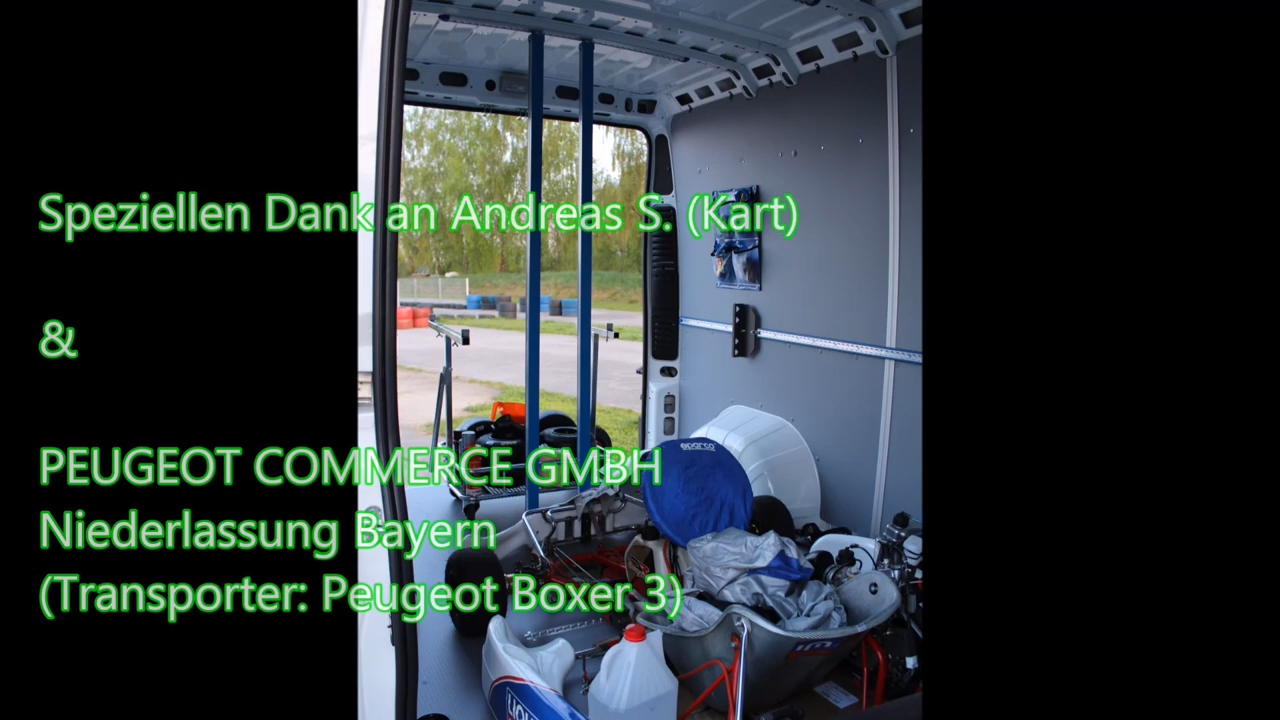 Speziellen Dank an Andreas S. (Kart)
&
PEUGEOT COMMERCE GMBH
Niederlassung Bayern
(Transporter: Peugeot Boxer 3)
sparco